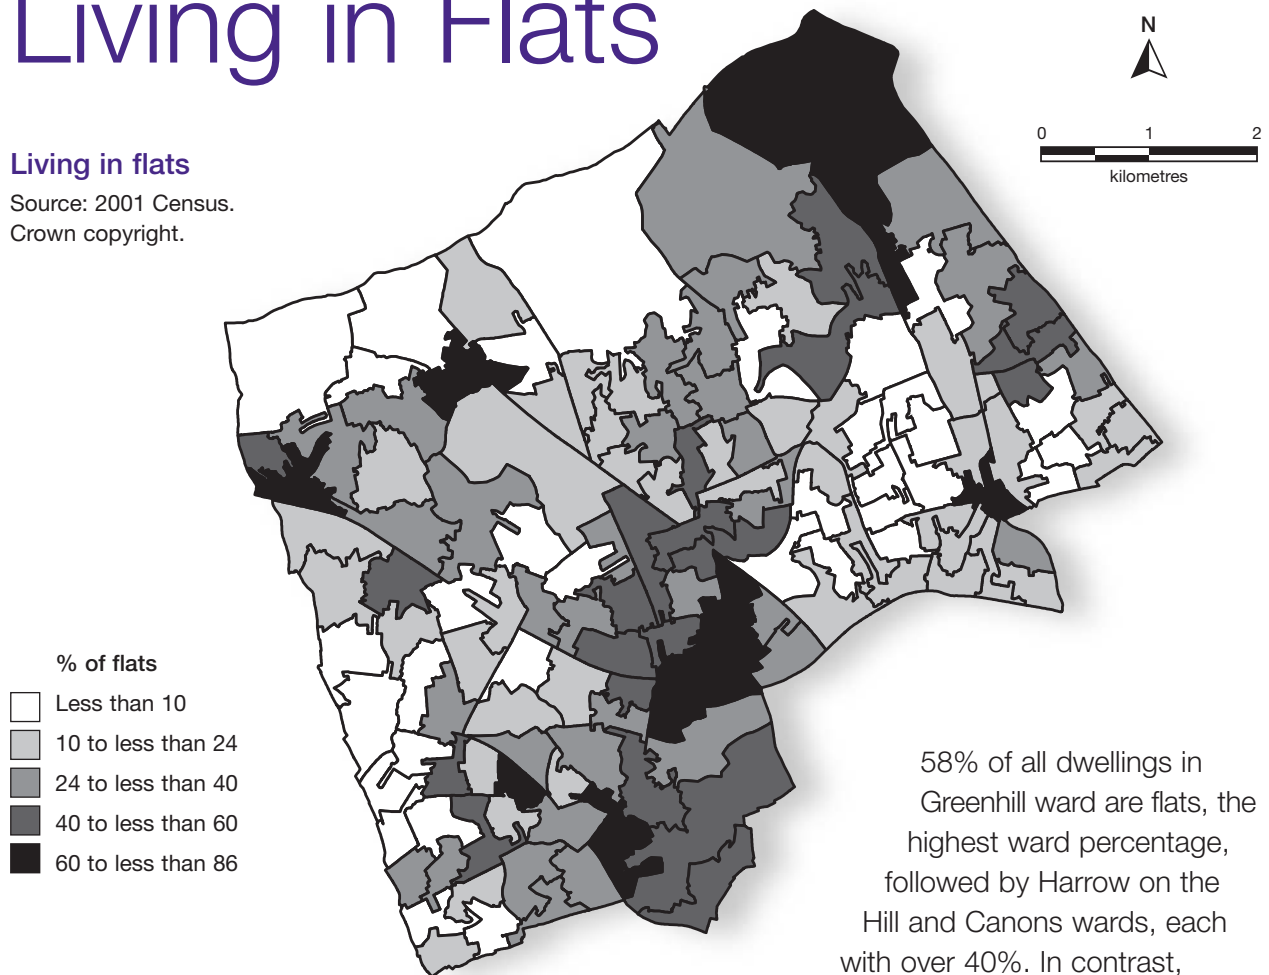 Living in Flats
N
0 1 2
kilometres
Living in flats
Source: 2001 Census.
Crown copyright.
% of flats
Less than 10
10 to less than 24
24 to less than 40
40 to less than 60
60 to less than 86
58% of all dwellings in
Greenhill ward are flats, the
highest ward percentage,
followed by Harrow on the
Hill and Canons wards, each
with over 40%. In contrast,